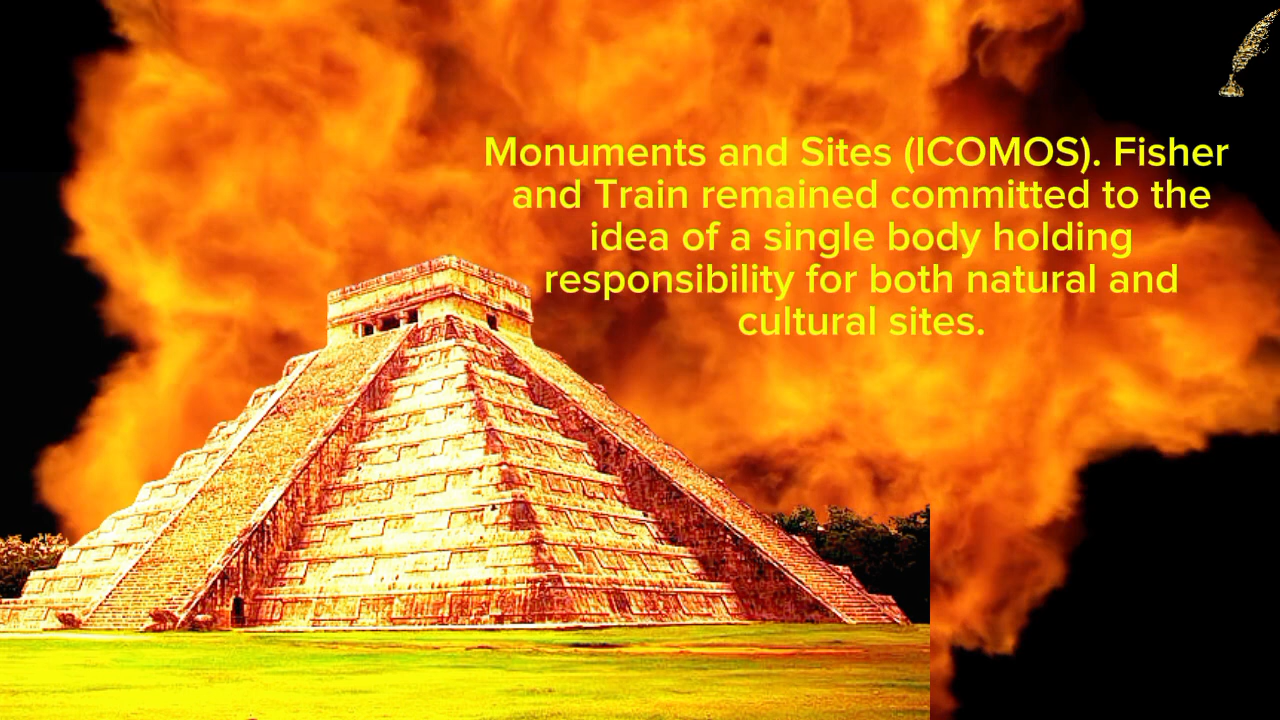 Monuments and Sites (ICOMOS). Fisher
and Train remained committed to the
idea of a single body holding
responsibility for both natural and
cultural sites.